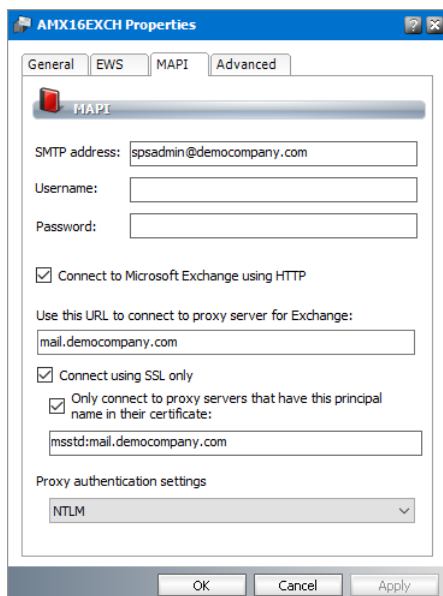 AMX16EXCH Properties
General EWS MAPI Advanced
MAPI
SMTP address: spsadmin@democompany.com
Username:
Password:
Connect to Microsoft Exchange using HTTP
Use this URL to connect to proxy server for Exchange:
mail.democompany.com
Connect using SSL only
Only connect to proxy servers that have this principal
name in their certificate:
msstd:mail.democompany.com
Proxy authentication settings
NTLM
OK Cancel Apply